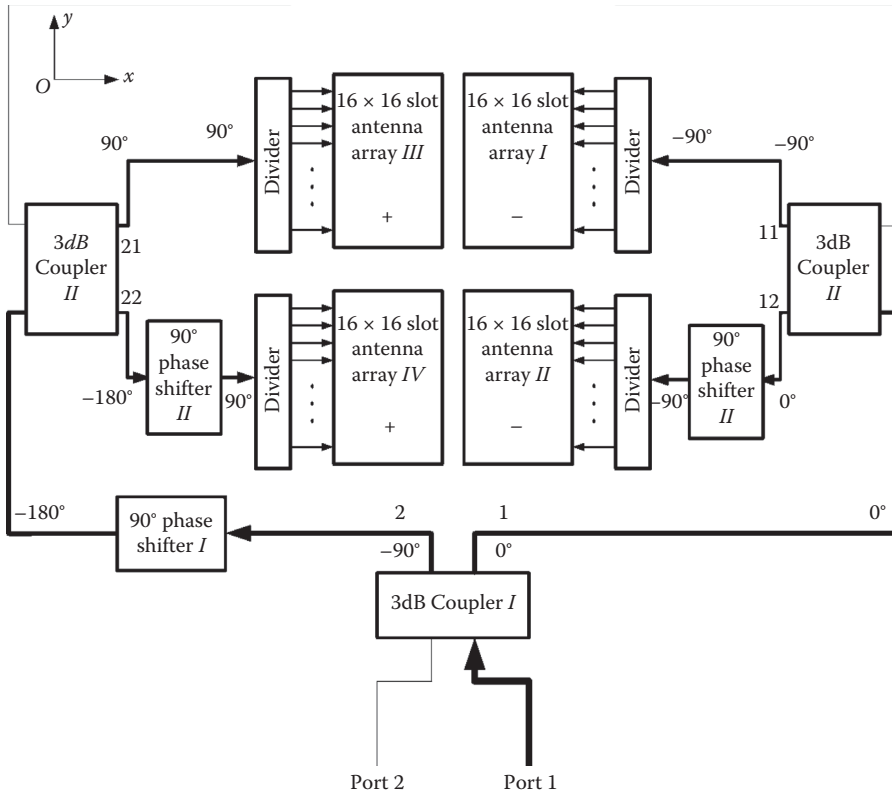 y
O
x
16 × 16 slot
antenna
array III
+
16 × 16 slot
antenna
array I
–
Divider
Divider
90°
90°
–90°
–90°
3dB
Coupler
II
21
22
11
12
3dB
Coupler
II
90°
phase
shifter
II
–180°
90°
Divider
16 × 16 slot
antenna
array IV
+
16 × 16 slot
antenna
array II
–
Divider
–90°
90°
phase
shifter
II
0°
–180°
90° phase
shifter I
2
–90°
1
0°
0°
3dB Coupler I
Port 2
Port 1